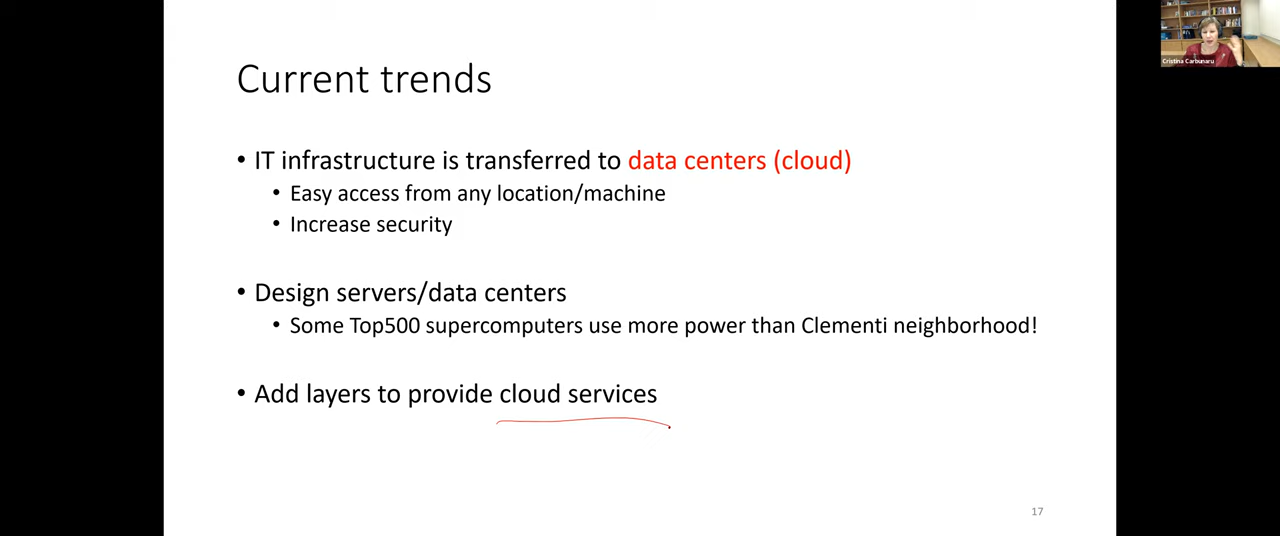 Current trends
• IT infrastructure is transferred to data centers (cloud)
• Easy access from any location/machine
• Increase security
• Design servers/data centers
• Some Top500 supercomputers use more power than Clementi neighborhood!
• Add layers to provide cloud services
17
Cristina Carbunaru